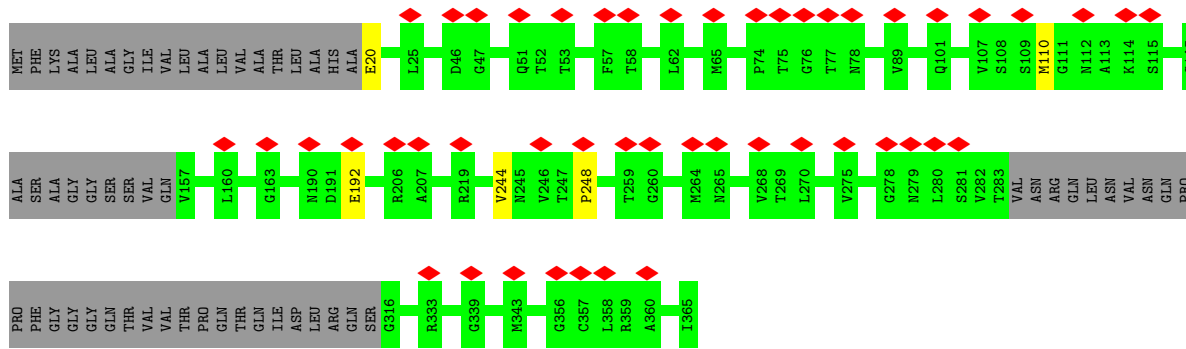 MET PHE LYS ALA LEU ALA GLY ILE VAL LEU ALA LEU VAL ALA THR LEU ALA HIS ALA E20 L25 D46 G47 Q51 T52 T53 F57 T58 L62 M65 P74 T75 G76 T77 N78 V89 Q101 V107 S108 S109 M110 G111 N112 A113 K114 S115
ALA SER ALA GLY GLY SER SER VAL GLN V157 L160 G163 N190 D191 E192 R206 A207 R219 V244 N245 V246 T247 P248 T259 G260 M264 N265 V268 T269 L270 V275 G278 N279 L280 S281 V282 T283 VAL ASN ARG GLN LEU ASN VAL ASN GLN PRO
PRO PHE GLY GLY GLY GLN THR VAL VAL THR PRO GLN THR GLN ILE ASP LEU ARG GLN SER G316 R333 G339 M343 G356 C357 L358 R359 A360 I365